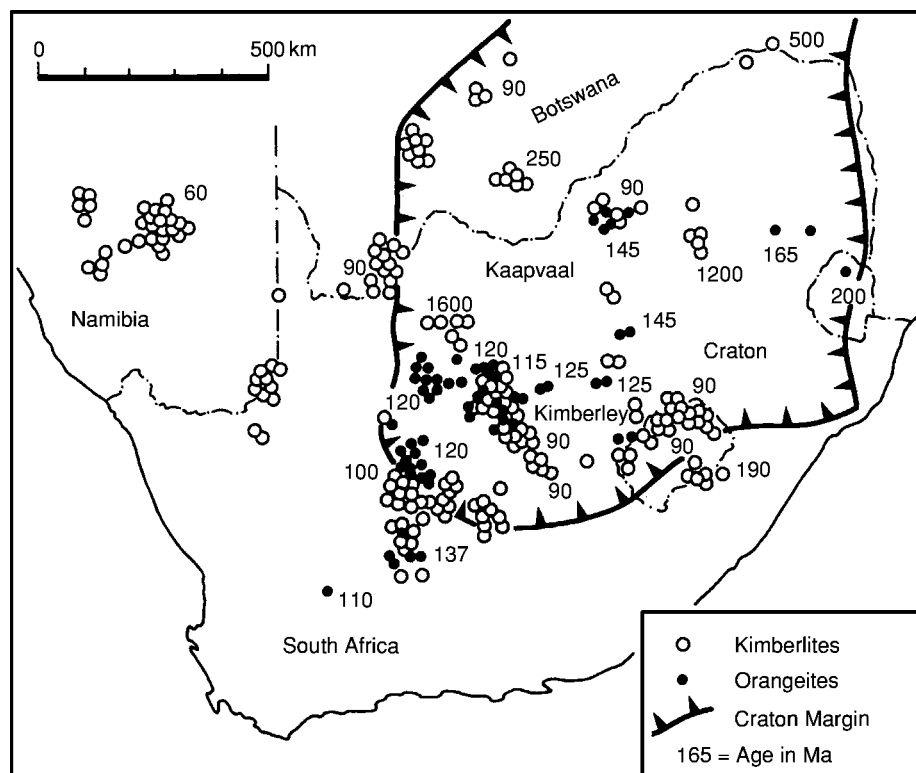 0 500 km
500
90
Botswana
250
60
90
145
Kaapvaal
1200
165
90
200
1600
Namibia
145
120
115
125
Craton
120
125
90
Kimberley
120
90
90
100
90
190
137
110
South Africa
Kimberlites
Orangeites
Craton Margin
165 = Age in Ma